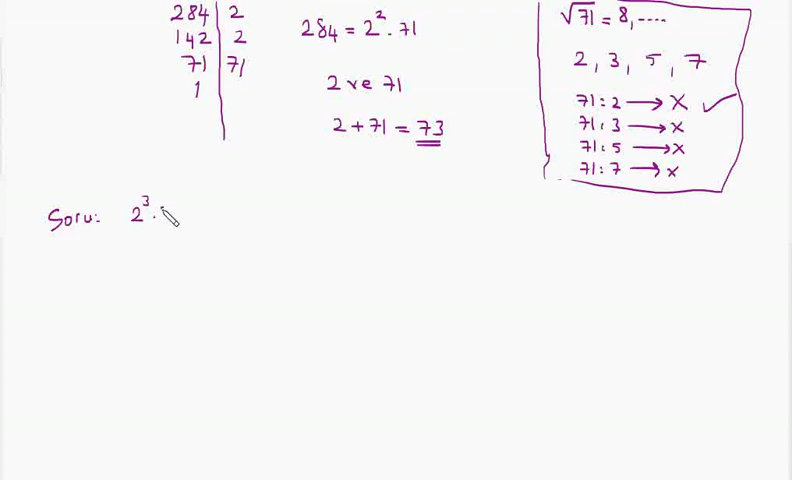 284 | 2
142 | 2
71 | 71
1
284 = 2². 71
2 ve 71
2 + 71 = 73
√71 = 8, ....
2, 3, 5, 7
71 : 2 → X ✓
71 : 3 → X
71 : 5 → X
71 : 7 → X
Soru: 2³.